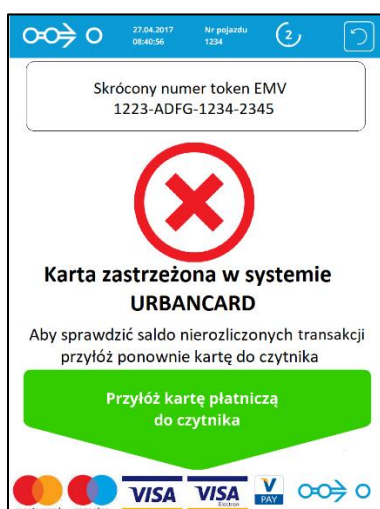 27.04.2017
08:40:56
Nr pojazdu
1234
2
Skrócony numer token EMV
1223-ADFG-1234-2345
Karta zastrzeżona w systemie
URBANCARD
Aby sprawdzić saldo nierozliczonych transakcji
przyłóż ponownie kartę do czytnika
Przyłóż kartę płatniczą
do czytnika
VISA
VISA
Electron
V
PAY